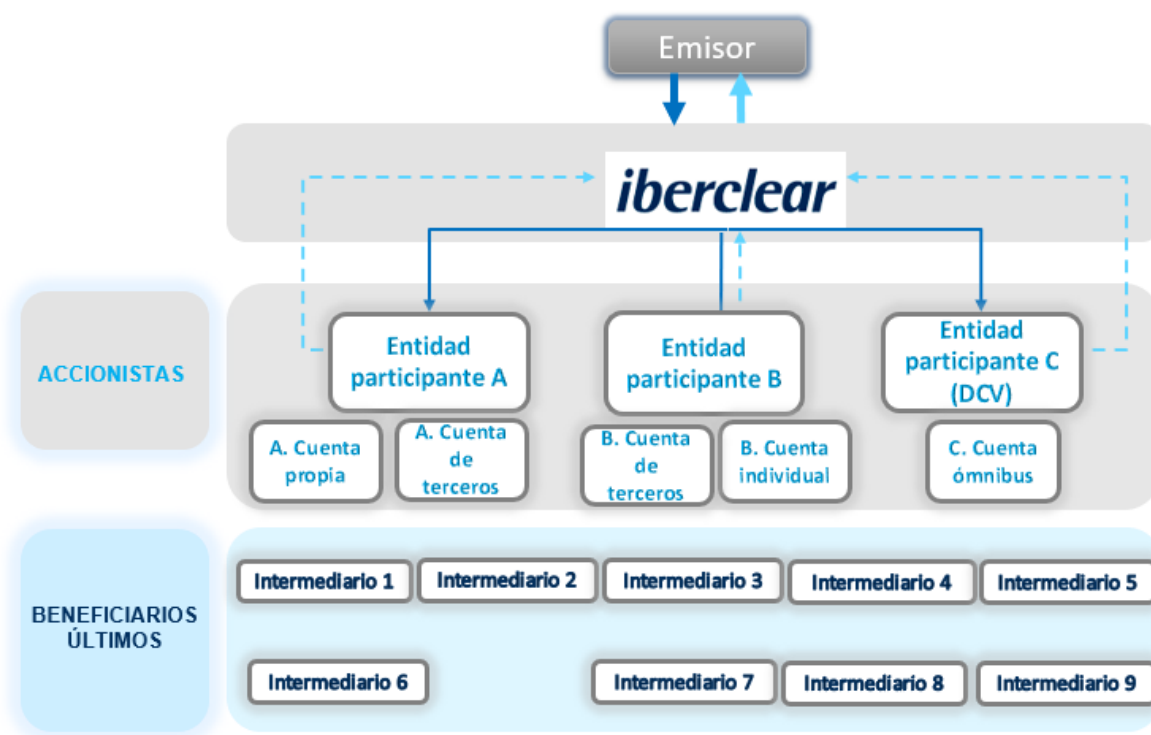 Emisor
iberclear
ACCIONISTAS
Entidad
participante A
Entidad
participante B
Entidad
participante C
(DCV)
A. Cuenta
propia
A. Cuenta
de
terceros
B. Cuenta
de
terceros
B. Cuenta
individual
C. Cuenta
ómnibus
BENEFICIARIOS
ÚLTIMOS
Intermediario 1
Intermediario 2
Intermediario 3
Intermediario 4
Intermediario 5
Intermediario 6
Intermediario 7
Intermediario 8
Intermediario 9